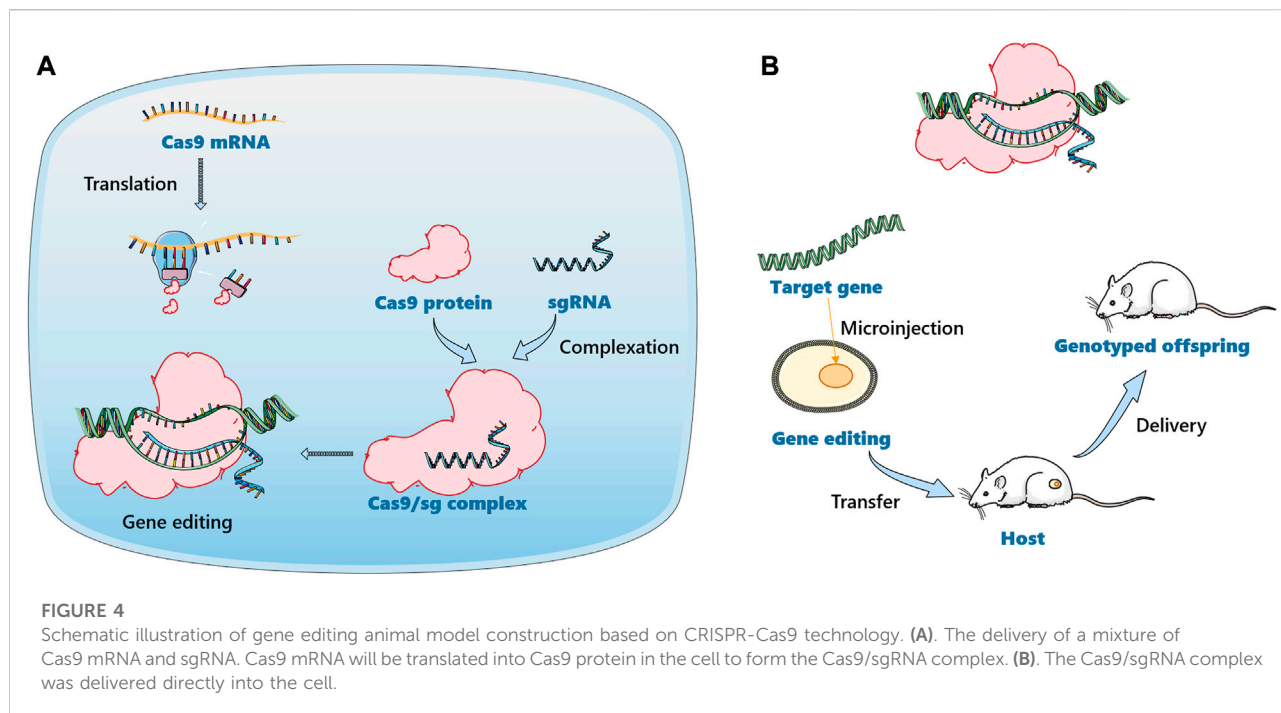 A
Cas9 mRNA
Translation
Cas9 protein
sgRNA
Complexation
Cas9/sg complex
Gene editing
B
Target gene
Microinjection
Gene editing
Transfer
Host
Delivery
Genotyped offspring
FIGURE 4
Schematic illustration of gene editing animal model construction based on CRISPR-Cas9 technology. (A). The delivery of a mixture of
Cas9 mRNA and sgRNA. Cas9 mRNA will be translated into Cas9 protein in the cell to form the Cas9/sgRNA complex. (B). The Cas9/sgRNA complex
was delivered directly into the cell.